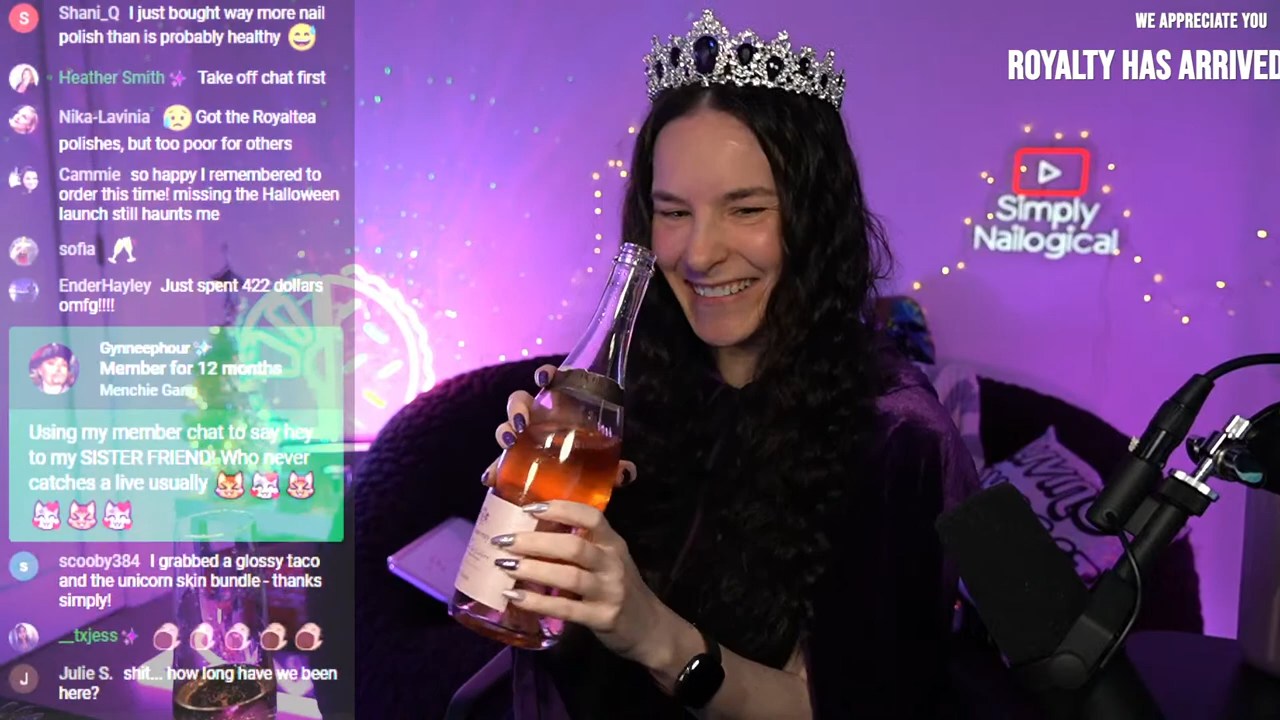 Shani_Q I just bought way more nail
polish than is probably healthy 😅
Heather Smith Take off chat first
Nika-Lavinia 😥 Got the Royaltea
polishes, but too poor for others
Cammie so happy I remembered to
order this time! missing the Halloween
launch still haunts me
sofia 🥂
EnderHayley Just spent 422 dollars
omfg!!!!
Gynneephour
Member for 12 months
Menchie Gang
Using my member chat to say hey
to my SISTER FRIEND! Who never
catches a live usually
S
scooby384 I grabbed a glossy taco
and the unicorn skin bundle - thanks
simply!
__txjess
J
Julie S. shit... how long have we been
here?
WE APPRECIATE YOU
ROYALTY HAS ARRIVED
Simply
Nailogical